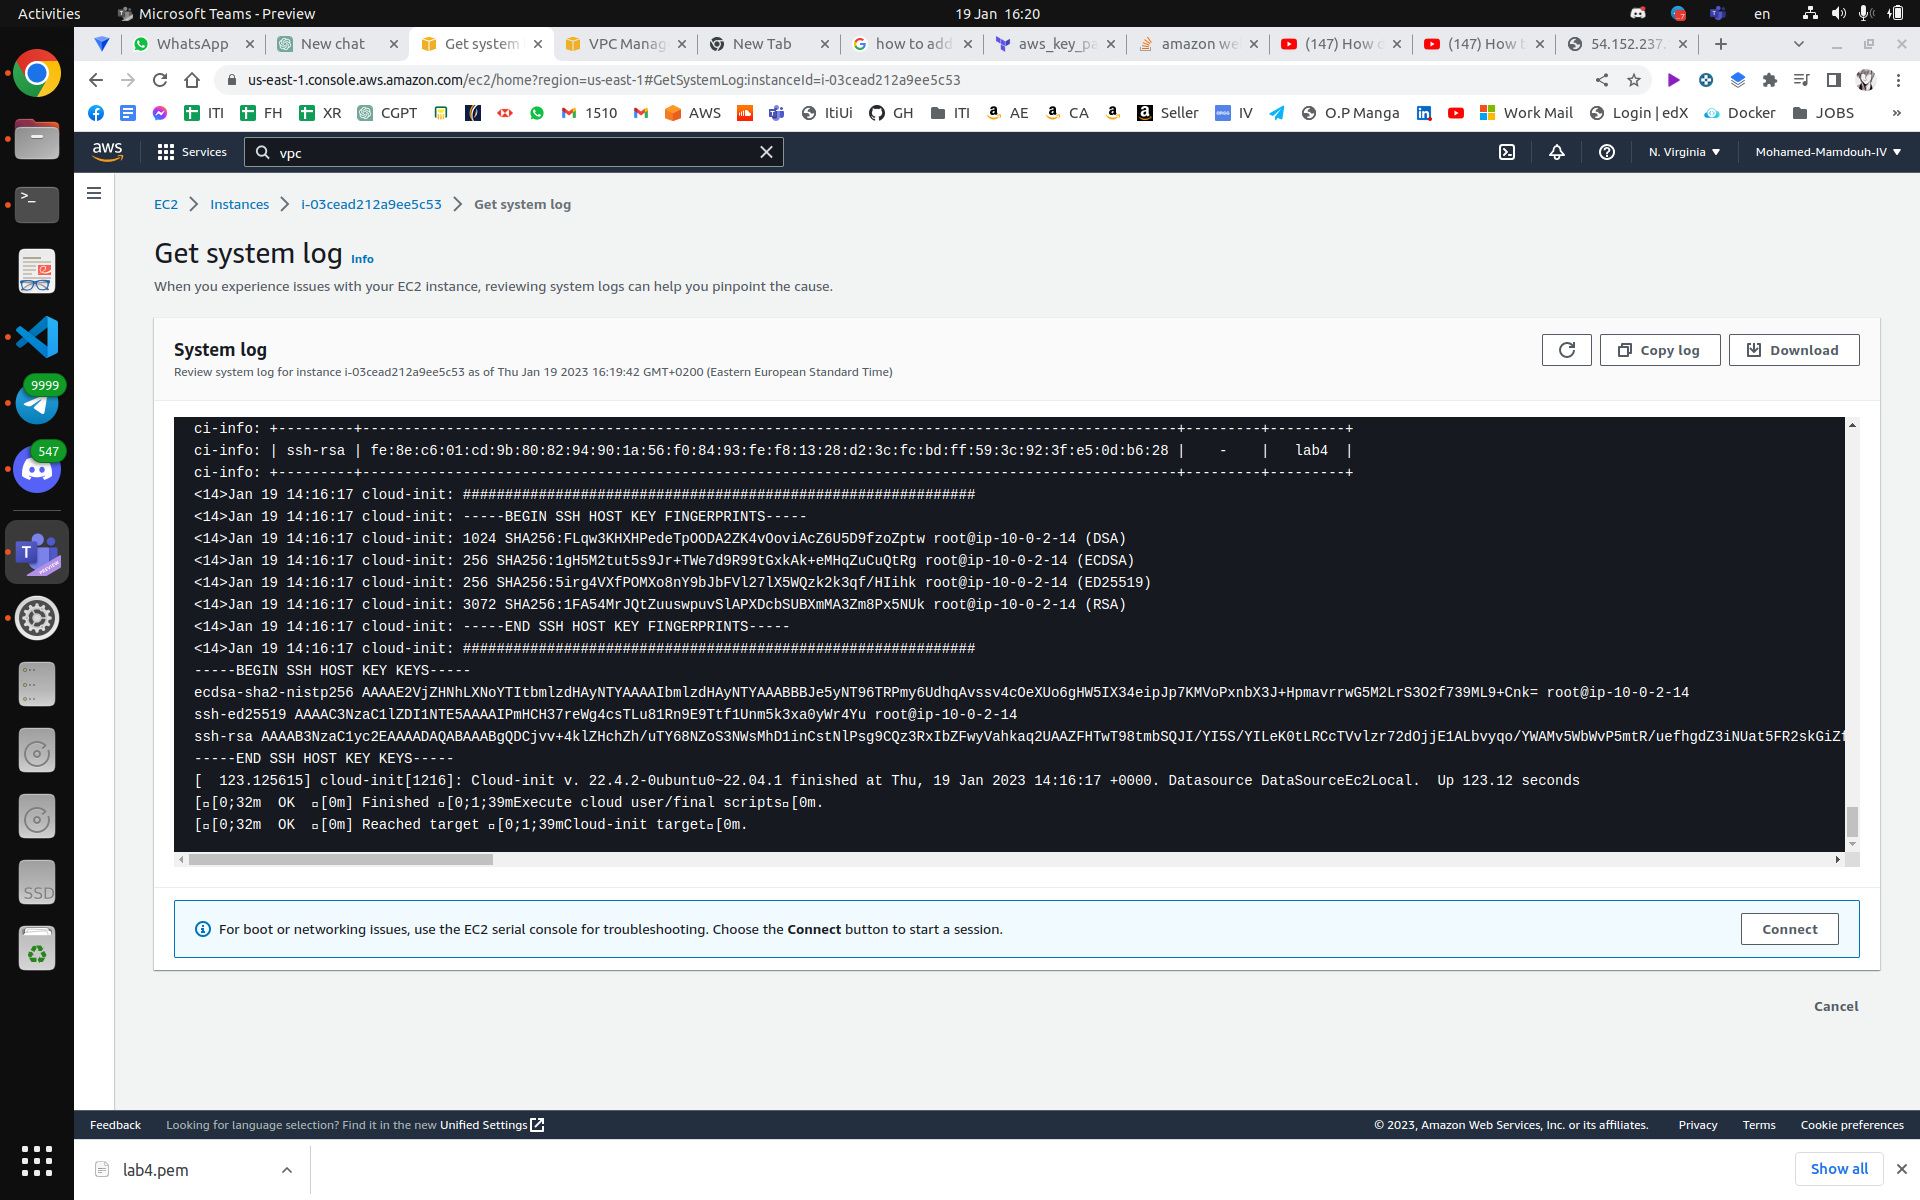 Activities
Microsoft Teams - Preview
19 Jan 16:20
en
WhatsApp
New chat
Get system
VPC Manag
New Tab
how to add
aws_key_pa
amazon we
(147) How
(147) How
54.152.237.
us-east-1.console.aws.amazon.com/ec2/home?region=us-east-1#GetSystemLog:instanceId=i-03cead212a9ee5c53
ITI
FH
XR
CGPT
1510
AWS
ItiUi
GH
ITI
AE
CA
Seller
IV
O.P Manga
Work Mail
Login | edX
Docker
JOBS
»
aws
Services
vpc
N. Virginia
Mohamed-Mamdouh-IV
EC2
Instances
i-03cead212a9ee5c53
Get system log
Get system log Info
When you experience issues with your EC2 instance, reviewing system logs can help you pinpoint the cause.
System log
Review system log for instance i-03cead212a9ee5c53 as of Thu Jan 19 2023 16:19:42 GMT+0200 (Eastern European Standard Time)
Copy log
Download
ci-info: +---------+-------------------------------------------------------------------------------------------------+---------+---------+
ci-info: | ssh-rsa | fe:8e:c6:01:cd:9b:80:82:94:90:1a:56:f0:84:93:fe:f8:13:28:d2:3c:fc:bd:ff:59:3c:92:3f:e5:0d:b6:28 | - | lab4 |
ci-info: +---------+-------------------------------------------------------------------------------------------------+---------+---------+
<14>Jan 19 14:16:17 cloud-init: #############################################################
<14>Jan 19 14:16:17 cloud-init: -----BEGIN SSH HOST KEY FINGERPRINTS-----
<14>Jan 19 14:16:17 cloud-init: 1024 SHA256:FLqw3KHXHPedeTpOODA2ZK4vOoviAcZ6U5D9fzoZptw root@ip-10-0-2-14 (DSA)
<14>Jan 19 14:16:17 cloud-init: 256 SHA256:1gH5M2tut5s9Jr+TWe7d9R99tGxkAk+eMHqZuCuQtRg root@ip-10-0-2-14 (ECDSA)
<14>Jan 19 14:16:17 cloud-init: 256 SHA256:5irg4VXfPOMXo8nY9bJbFVl27lX5WQzk2k3qf/HIihk root@ip-10-0-2-14 (ED25519)
<14>Jan 19 14:16:17 cloud-init: 3072 SHA256:1FA54MrJQtZuuswpuvSlAPXDcbSUBXmMA3Zm8Px5NUk root@ip-10-0-2-14 (RSA)
<14>Jan 19 14:16:17 cloud-init: -----END SSH HOST KEY FINGERPRINTS-----
<14>Jan 19 14:16:17 cloud-init: #############################################################
-----BEGIN SSH HOST KEY KEYS-----
ecdsa-sha2-nistp256 AAAAE2VjZHNhLXNoYTItbmlzdHAyNTYAAAAIbmlzdHAyNTYAAABBBJe5yNT96TRPmy6UdhqAvssv4cOeXUo6gHW5IX34eipJp7KMVoPxnbX3J+HpmavrrwG5M2LrS3O2f739ML9+Cnk= root@ip-10-0-2-14
ssh-ed25519 AAAAC3NzaC1lZDI1NTE5AAAAIPmHCH37reWg4csTLu81Rn9E9Ttf1Unm5k3xa0yWr4Yu root@ip-10-0-2-14
ssh-rsa AAAAB3NzaC1yc2EAAAADAQABAAABgQDCjvv+4klZHchZh/uTY68NZoS3NWsMhD1inCstNlPsg9CQz3RxIbZFwyVahkaq2UAAZFHTwT98tmbSQJI/YI5S/YILeK0tLRCcTVvlzr72dOjjE1ALbvyqo/YWAMv5WbWvP5mtR/uefhgdZ3iNUat5FR2skGiZf
-----END SSH HOST KEY KEYS-----
[ 123.125615] cloud-init[1216]: Cloud-init v. 22.4.2-0ubuntu0~22.04.1 finished at Thu, 19 Jan 2023 14:16:17 +0000. Datasource DataSourceEc2Local. Up 123.12 seconds
[▯[0;32m OK ▯[0m] Finished ▯[0;1;39mExecute cloud user/final scripts▯[0m.
[▯[0;32m OK ▯[0m] Reached target ▯[0;1;39mCloud-init target▯[0m.
For boot or networking issues, use the EC2 serial console for troubleshooting. Choose the Connect button to start a session.
Connect
Cancel
Feedback
Looking for language selection? Find it in the new Unified Settings
© 2023, Amazon Web Services, Inc. or its affiliates.
Privacy
Terms
Cookie preferences
lab4.pem
Show all
9999
547
T
PREVIEW
SSD